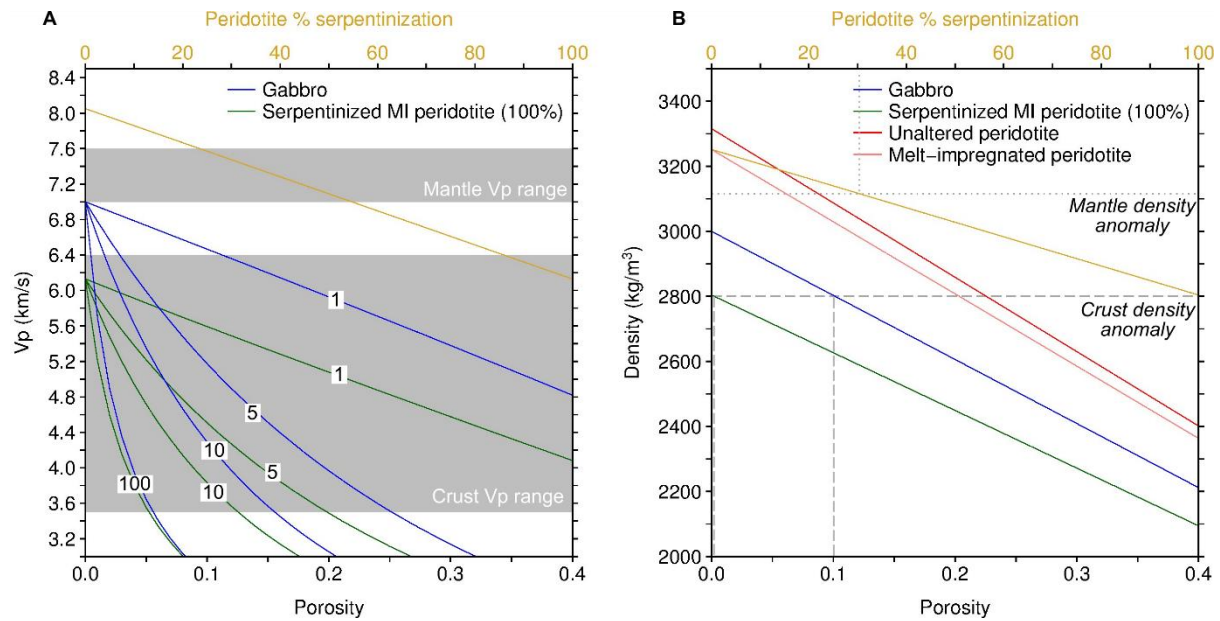 A
Peridotite % serpentinization
0 20 40 60 80 100
8.4
8.0
7.6
7.2
6.8
6.4
6.0
5.6
5.2
4.8
4.4
4.0
3.6
3.2
Vp (km/s)
Gabbro
Serpentinized MI peridotite (100%)
Mantle Vp range
1
1
5
10
5
100
10
Crust Vp range
0.0 0.1 0.2 0.3 0.4
Porosity
B
Peridotite % serpentinization
0 20 40 60 80 100
3400
3200
3000
2800
2600
2400
2200
2000
Density (kg/m³)
Gabbro
Serpentinized MI peridotite (100%)
Unaltered peridotite
Melt−impregnated peridotite
Mantle density
anomaly
Crust density
anomaly
0.0 0.1 0.2 0.3 0.4
Porosity